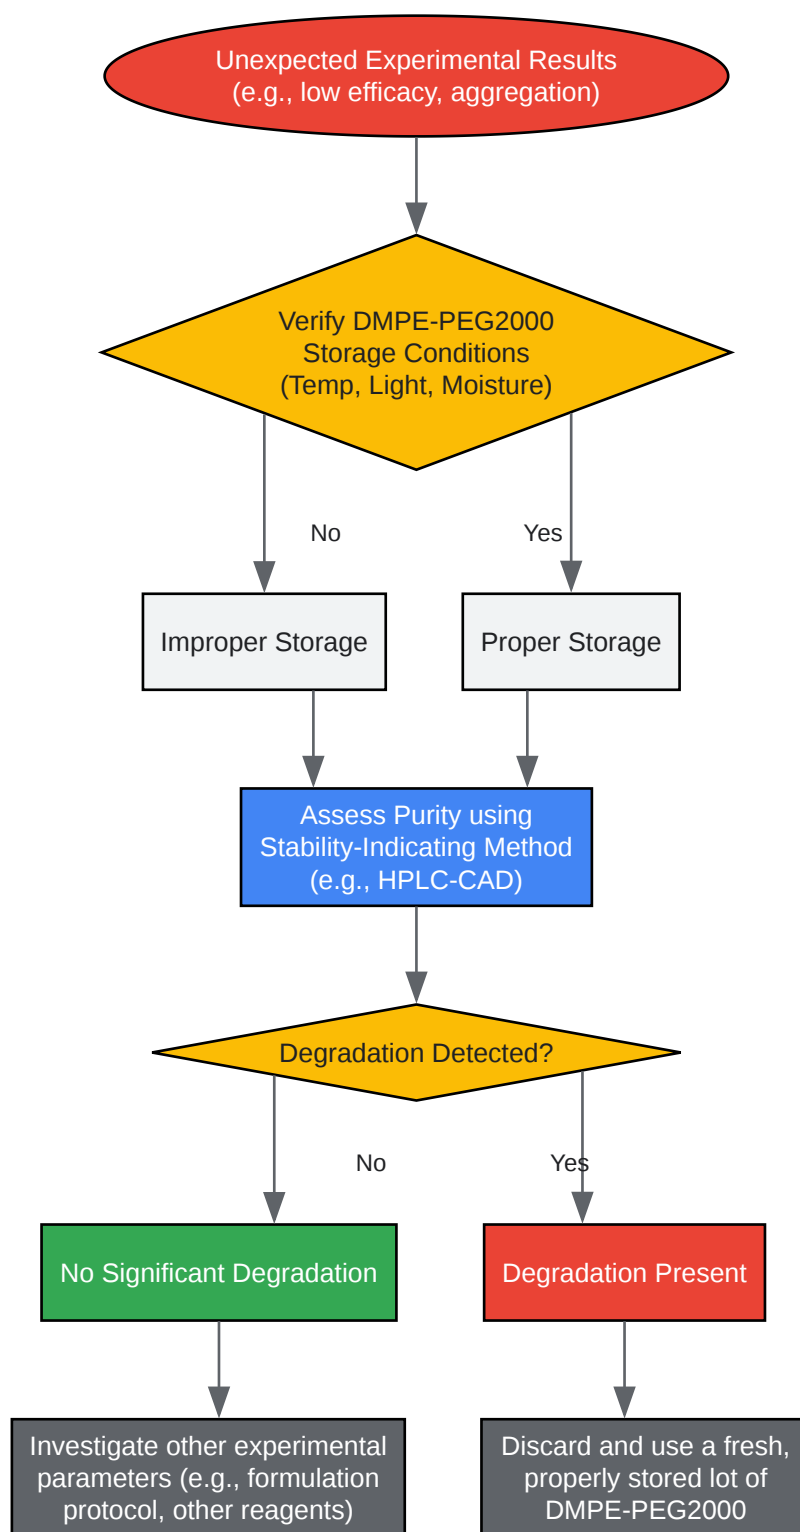 Unexpected Experimental Results
(e.g., low efficacy, aggregation)
Verify DMPE-PEG2000
Storage Conditions
(Temp, Light, Moisture)
No
Yes
Improper Storage
Proper Storage
Assess Purity using
Stability-Indicating Method
(e.g., HPLC-CAD)
Degradation Detected?
No
Yes
No Significant Degradation
Degradation Present
Investigate other experimental
parameters (e.g., formulation
protocol, other reagents)
Discard and use a fresh,
properly stored lot of
DMPE-PEG2000